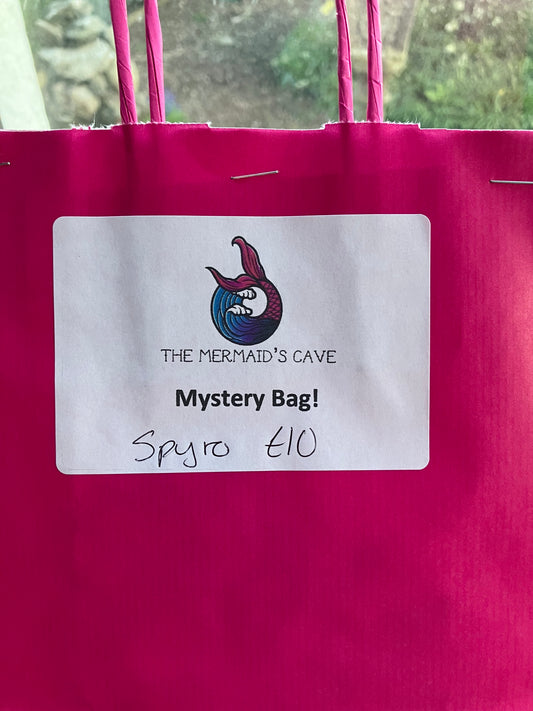 THE MERMAID'S CAVE
Mystery Bag!
Spyro £10